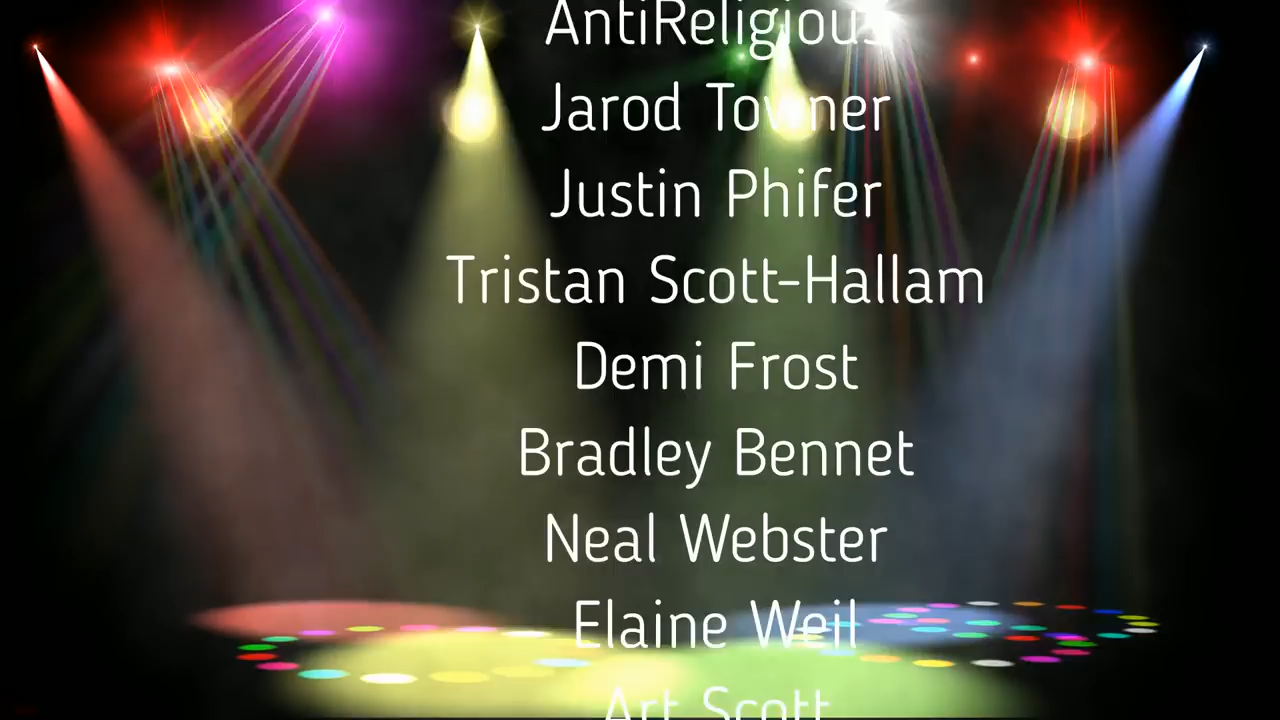 AntiReligious
Jarod Towner
Justin Phifer
Tristan Scott-Hallam
Demi Frost
Bradley Bennet
Neal Webster
Elaine Weil
Art Scott